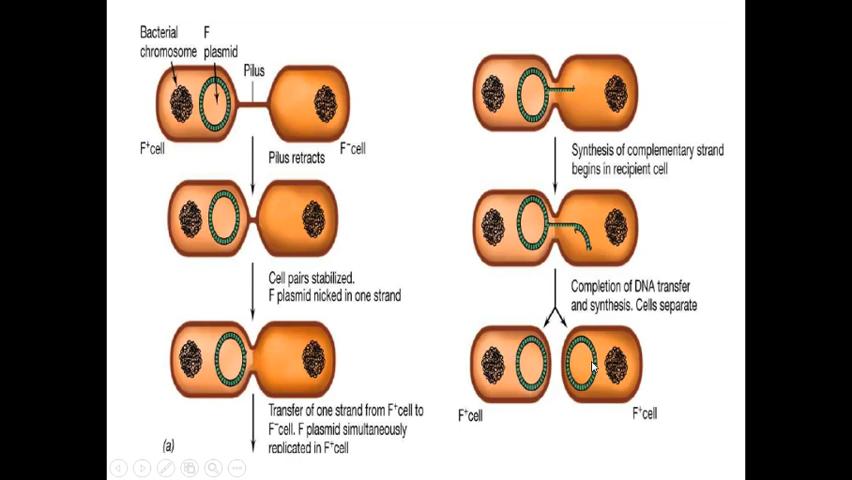 Bacterial
chromosome
F
plasmid
Pilus
F⁺cell
F⁻cell
Pilus retracts
Cell pairs stabilized.
F plasmid nicked in one strand
Transfer of one strand from F⁺cell to
F⁻cell. F plasmid simultaneously
replicated in F⁺cell
(a)
Synthesis of complementary strand
begins in recipient cell
Completion of DNA transfer
and synthesis. Cells separate
F⁺cell
F⁺cell